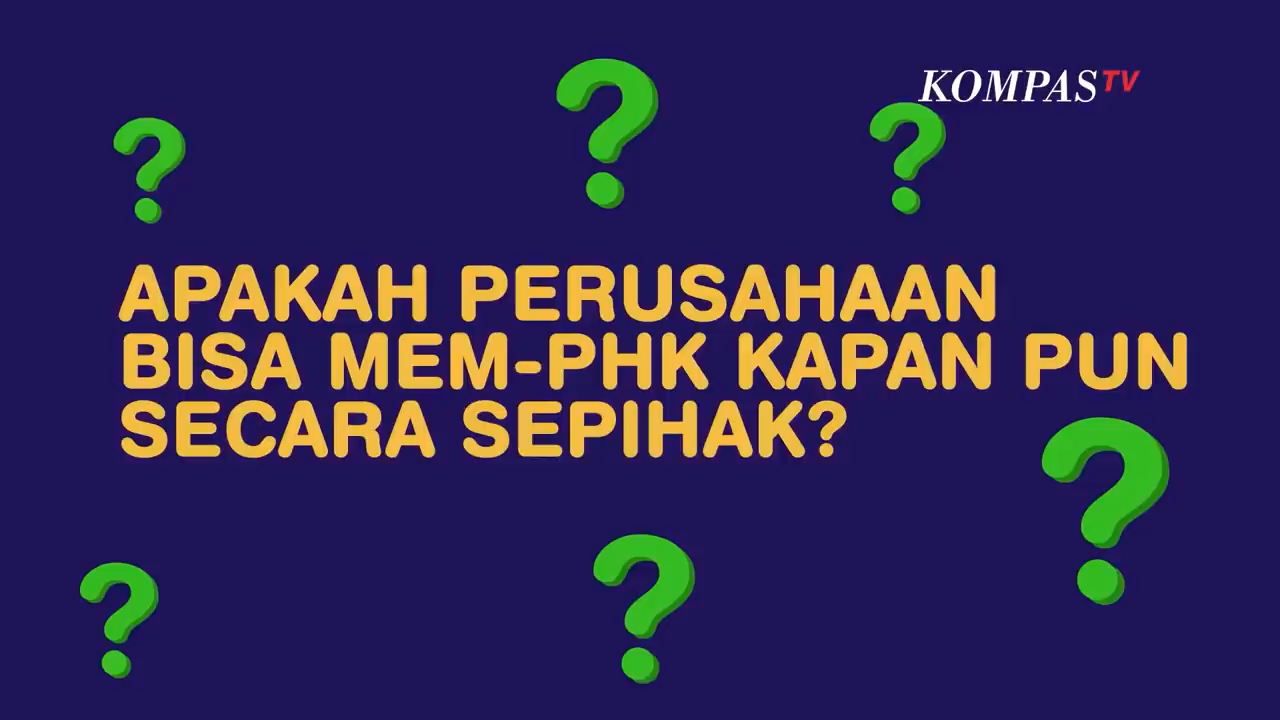 KOMPASTV
APAKAH PERUSAHAAN
BISA MEM-PHK KAPAN PUN
SECARA SEPIHAK?